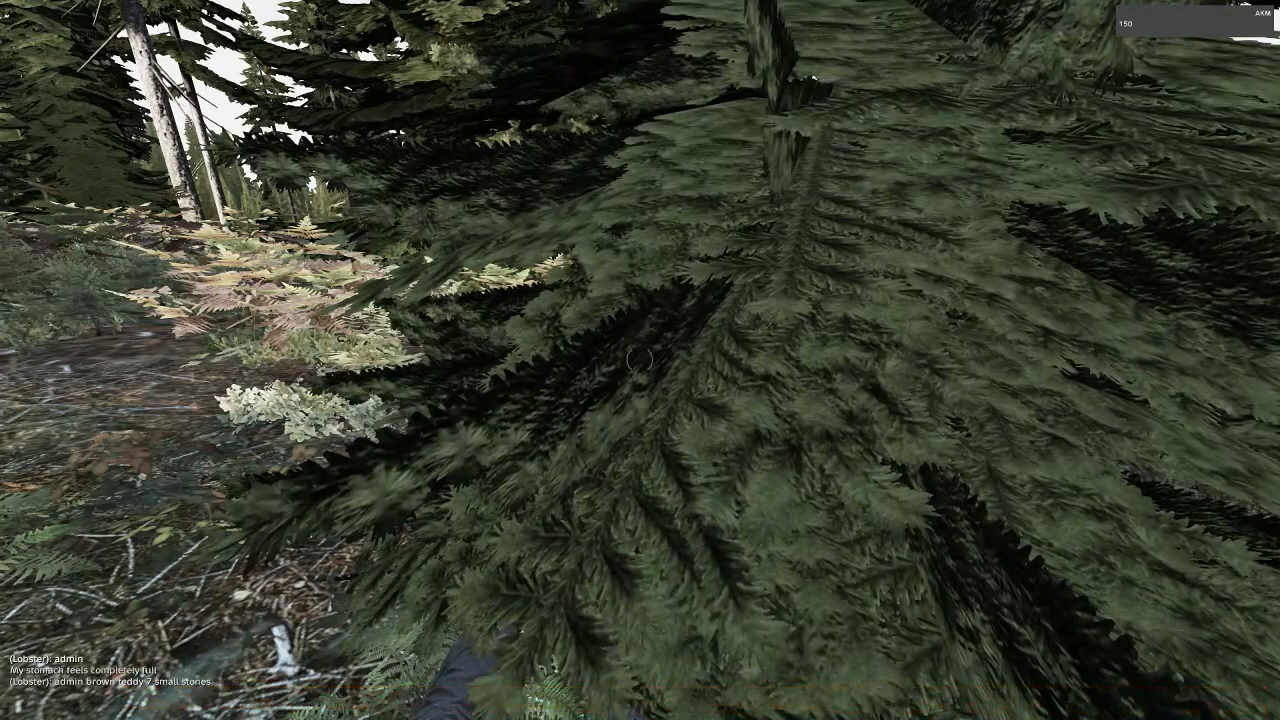 AKM
150
(Lobster): admin
My stomach feels completely full
(Lobster): admin brown teddy 7 small stones